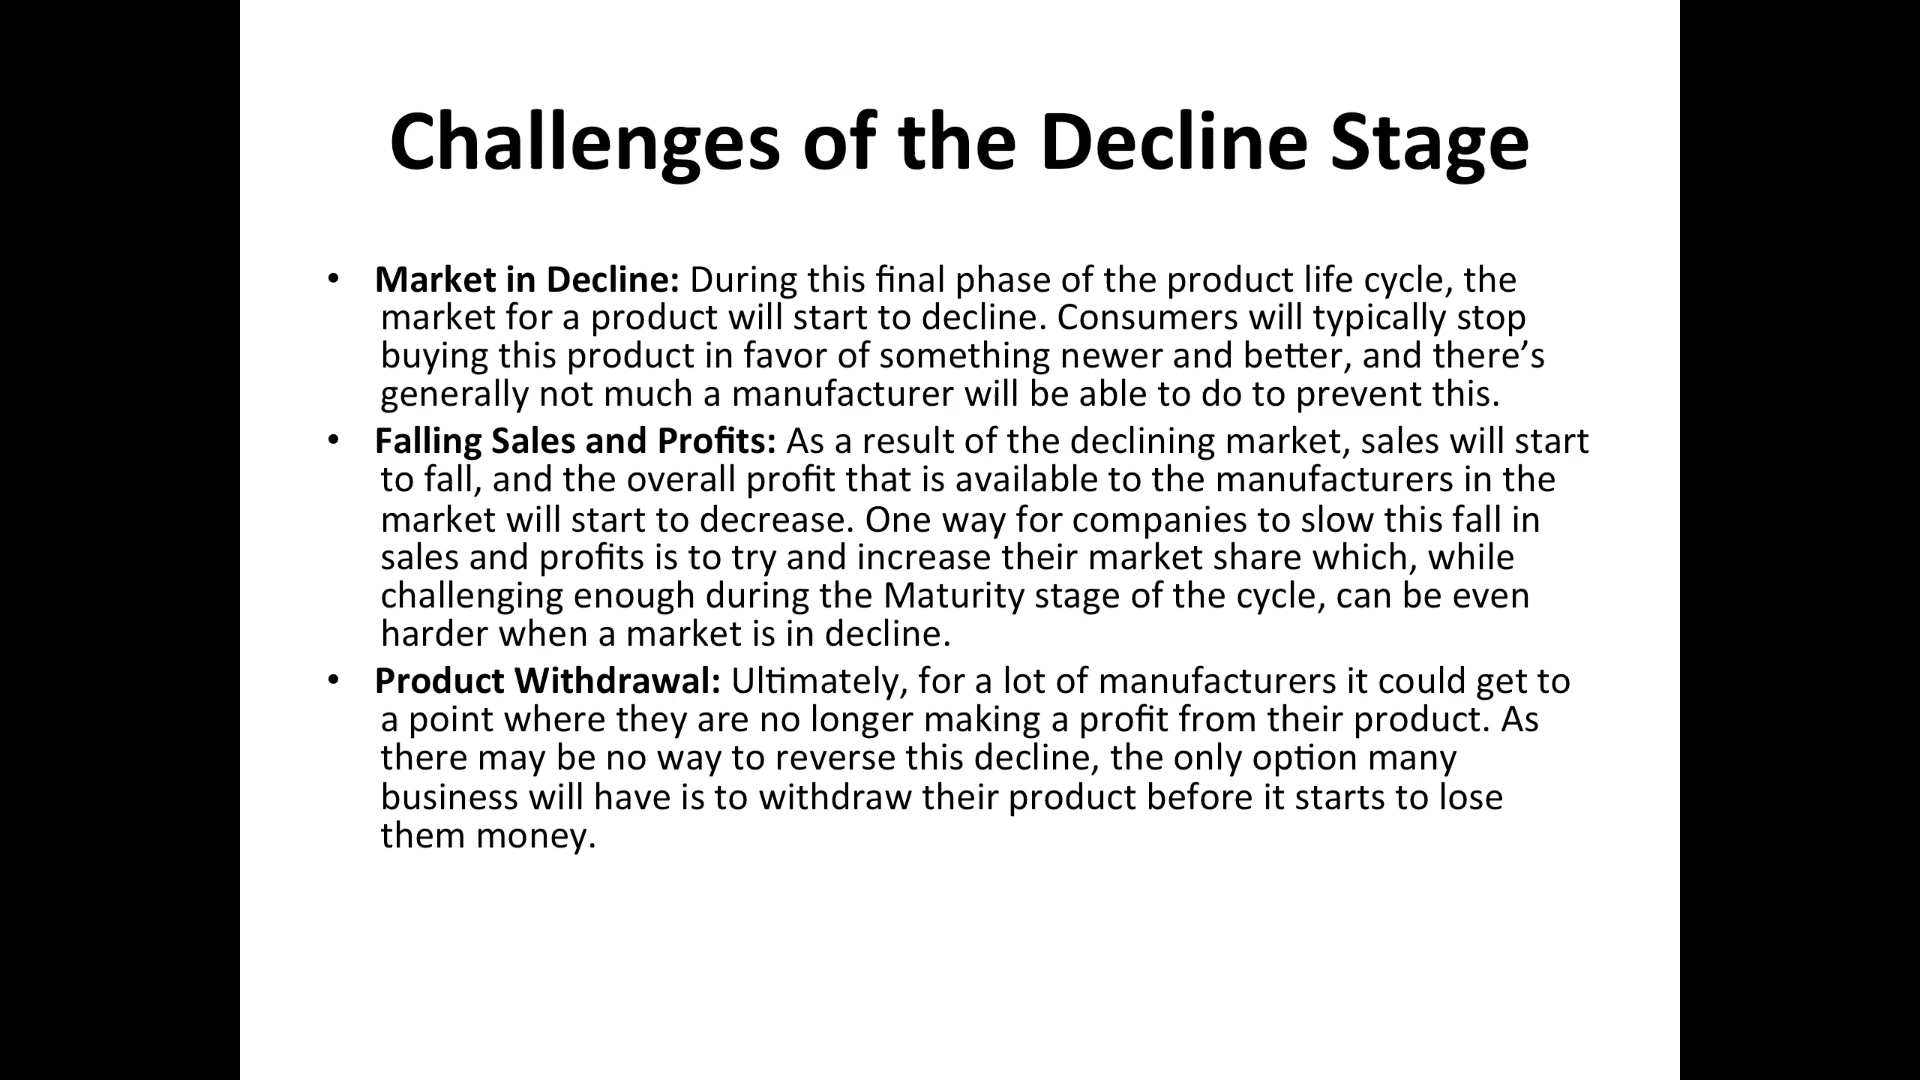 Challenges of the Decline Stage
• Market in Decline: During this final phase of the product life cycle, the
market for a product will start to decline. Consumers will typically stop
buying this product in favor of something newer and better, and there’s
generally not much a manufacturer will be able to do to prevent this.
• Falling Sales and Profits: As a result of the declining market, sales will start
to fall, and the overall profit that is available to the manufacturers in the
market will start to decrease. One way for companies to slow this fall in
sales and profits is to try and increase their market share which, while
challenging enough during the Maturity stage of the cycle, can be even
harder when a market is in decline.
• Product Withdrawal: Ultimately, for a lot of manufacturers it could get to
a point where they are no longer making a profit from their product. As
there may be no way to reverse this decline, the only option many
business will have is to withdraw their product before it starts to lose
them money.